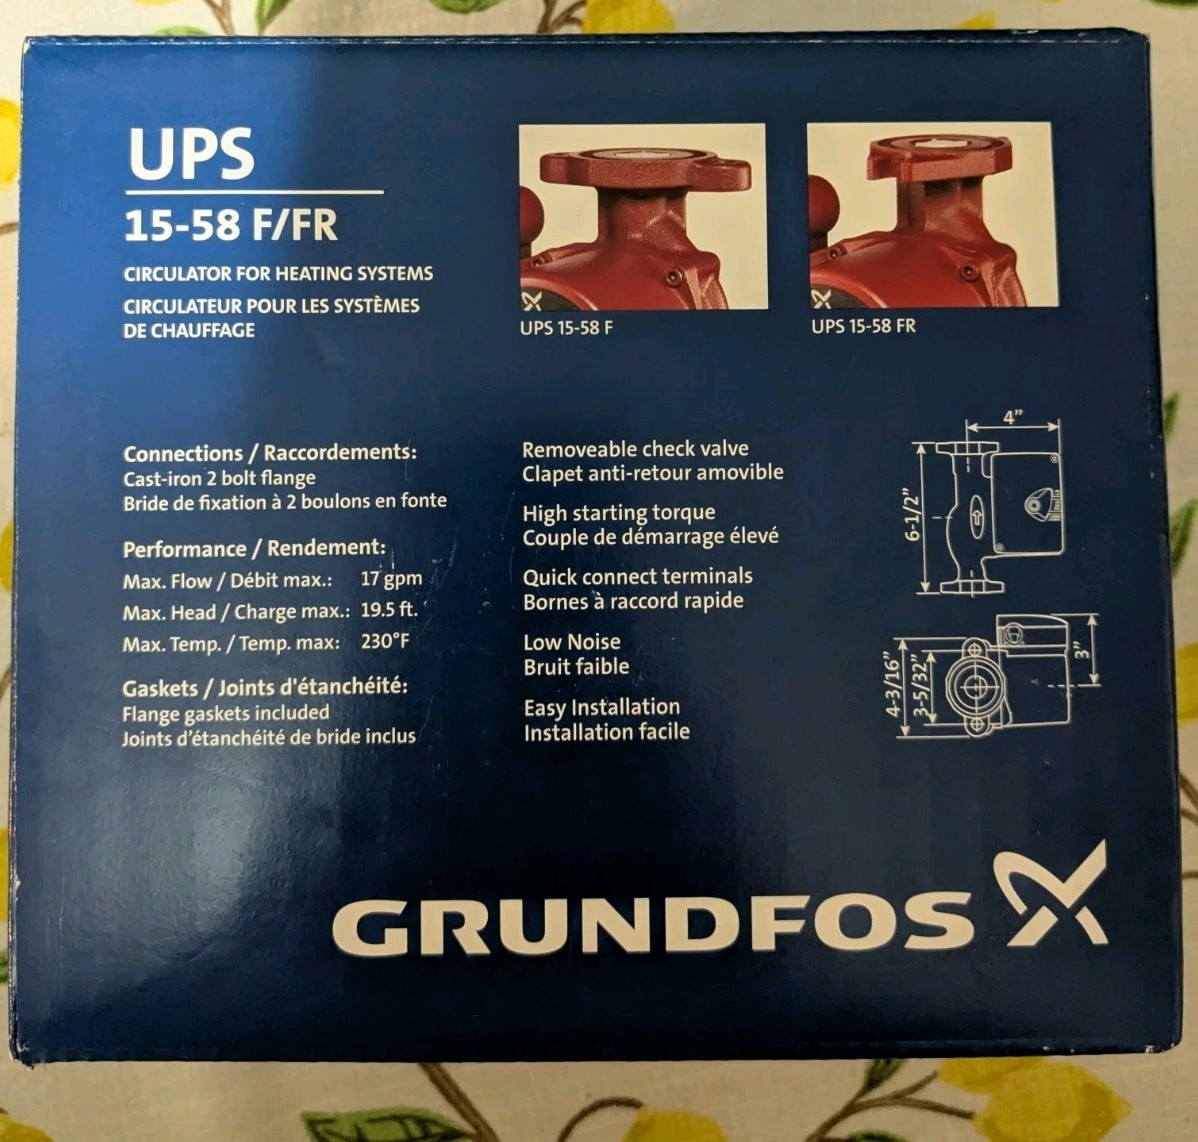 UPS
15-58 F/FR
CIRCULATOR FOR HEATING SYSTEMS
CIRCULATEUR POUR LES SYSTÈMES
DE CHAUFFAGE
UPS 15-58 F
UPS 15-58 FR
Connections / Raccordements:
Cast-iron 2 bolt flange
Bride de fixation à 2 boulons en fonte
Performance / Rendement:
Max. Flow / Débit max.: 17 gpm
Max. Head / Charge max.: 19.5 ft.
Max. Temp. / Temp. max: 230°F
Gaskets / Joints d'étanchéité:
Flange gaskets included
Joints d'étanchéité de bride inclus
Removeable check valve
Clapet anti-retour amovible
High starting torque
Couple de démarrage élevé
Quick connect terminals
Bornes à raccord rapide
Low Noise
Bruit faible
Easy Installation
Installation facile
4"
6-1/2"
4-3/16"
3-5/32"
3"
GRUNDFOS